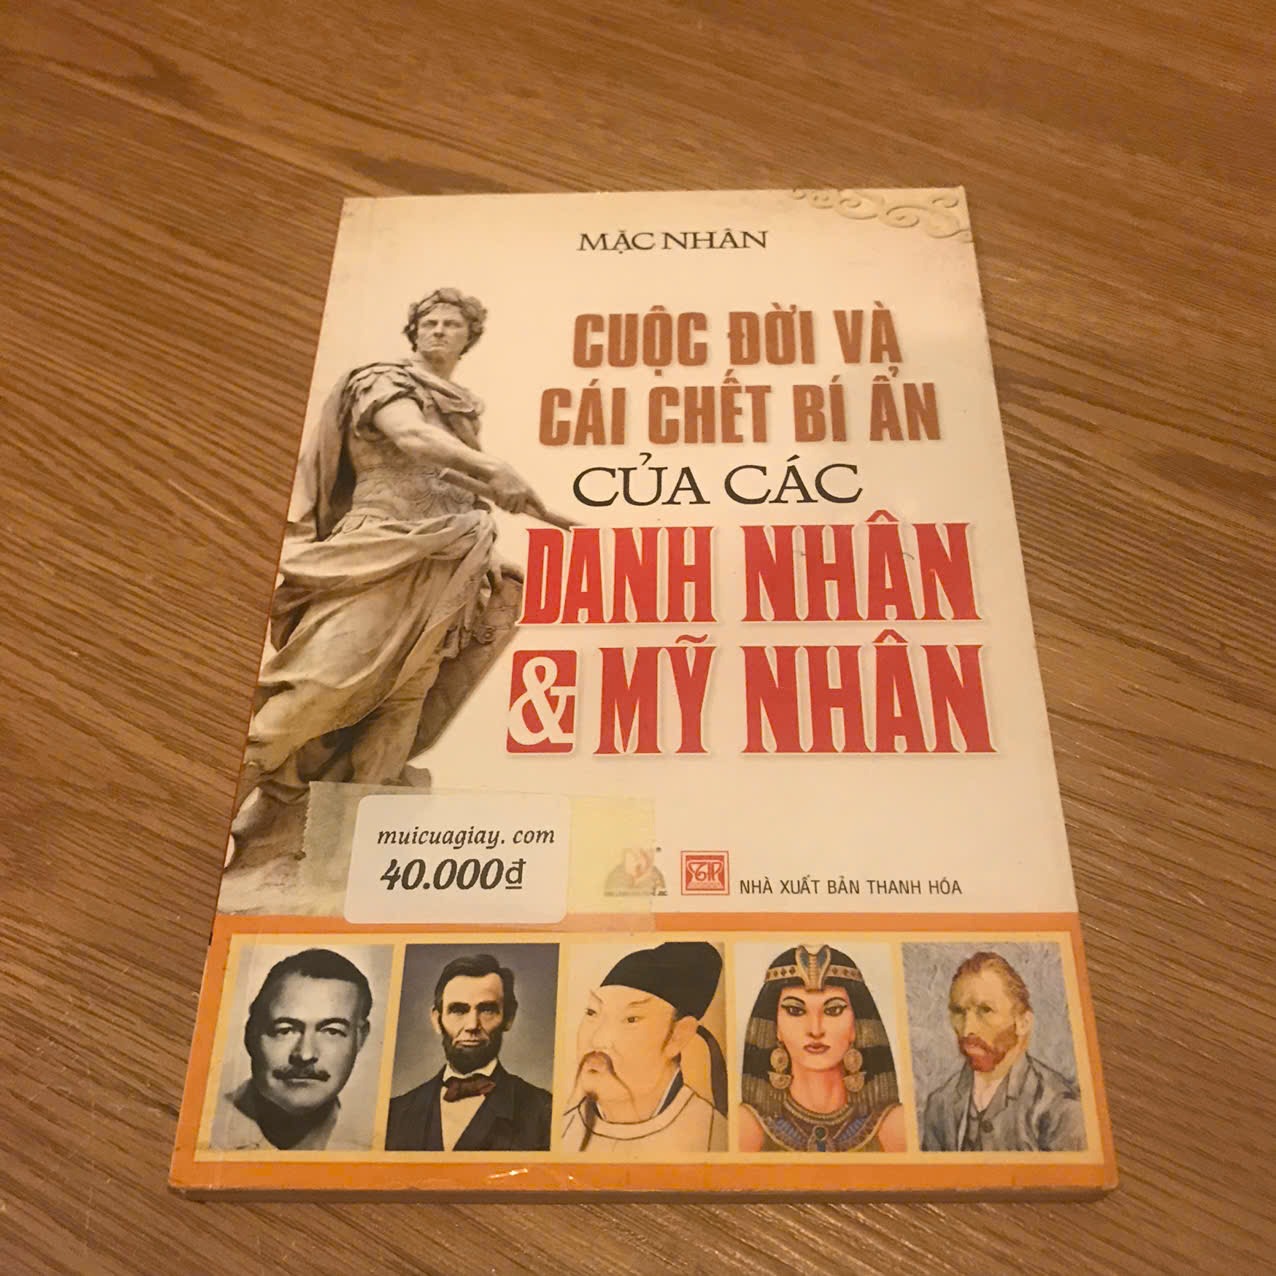 MẶC NHÂN
CUỘC ĐỜI VÀ
CÁI CHẾT BÍ ẨN
CỦA CÁC
DANH NHÂN
& MỸ NHÂN
muicuagiay. com
40.000đ
NHÀ XUẤT BẢN THANH HÓA